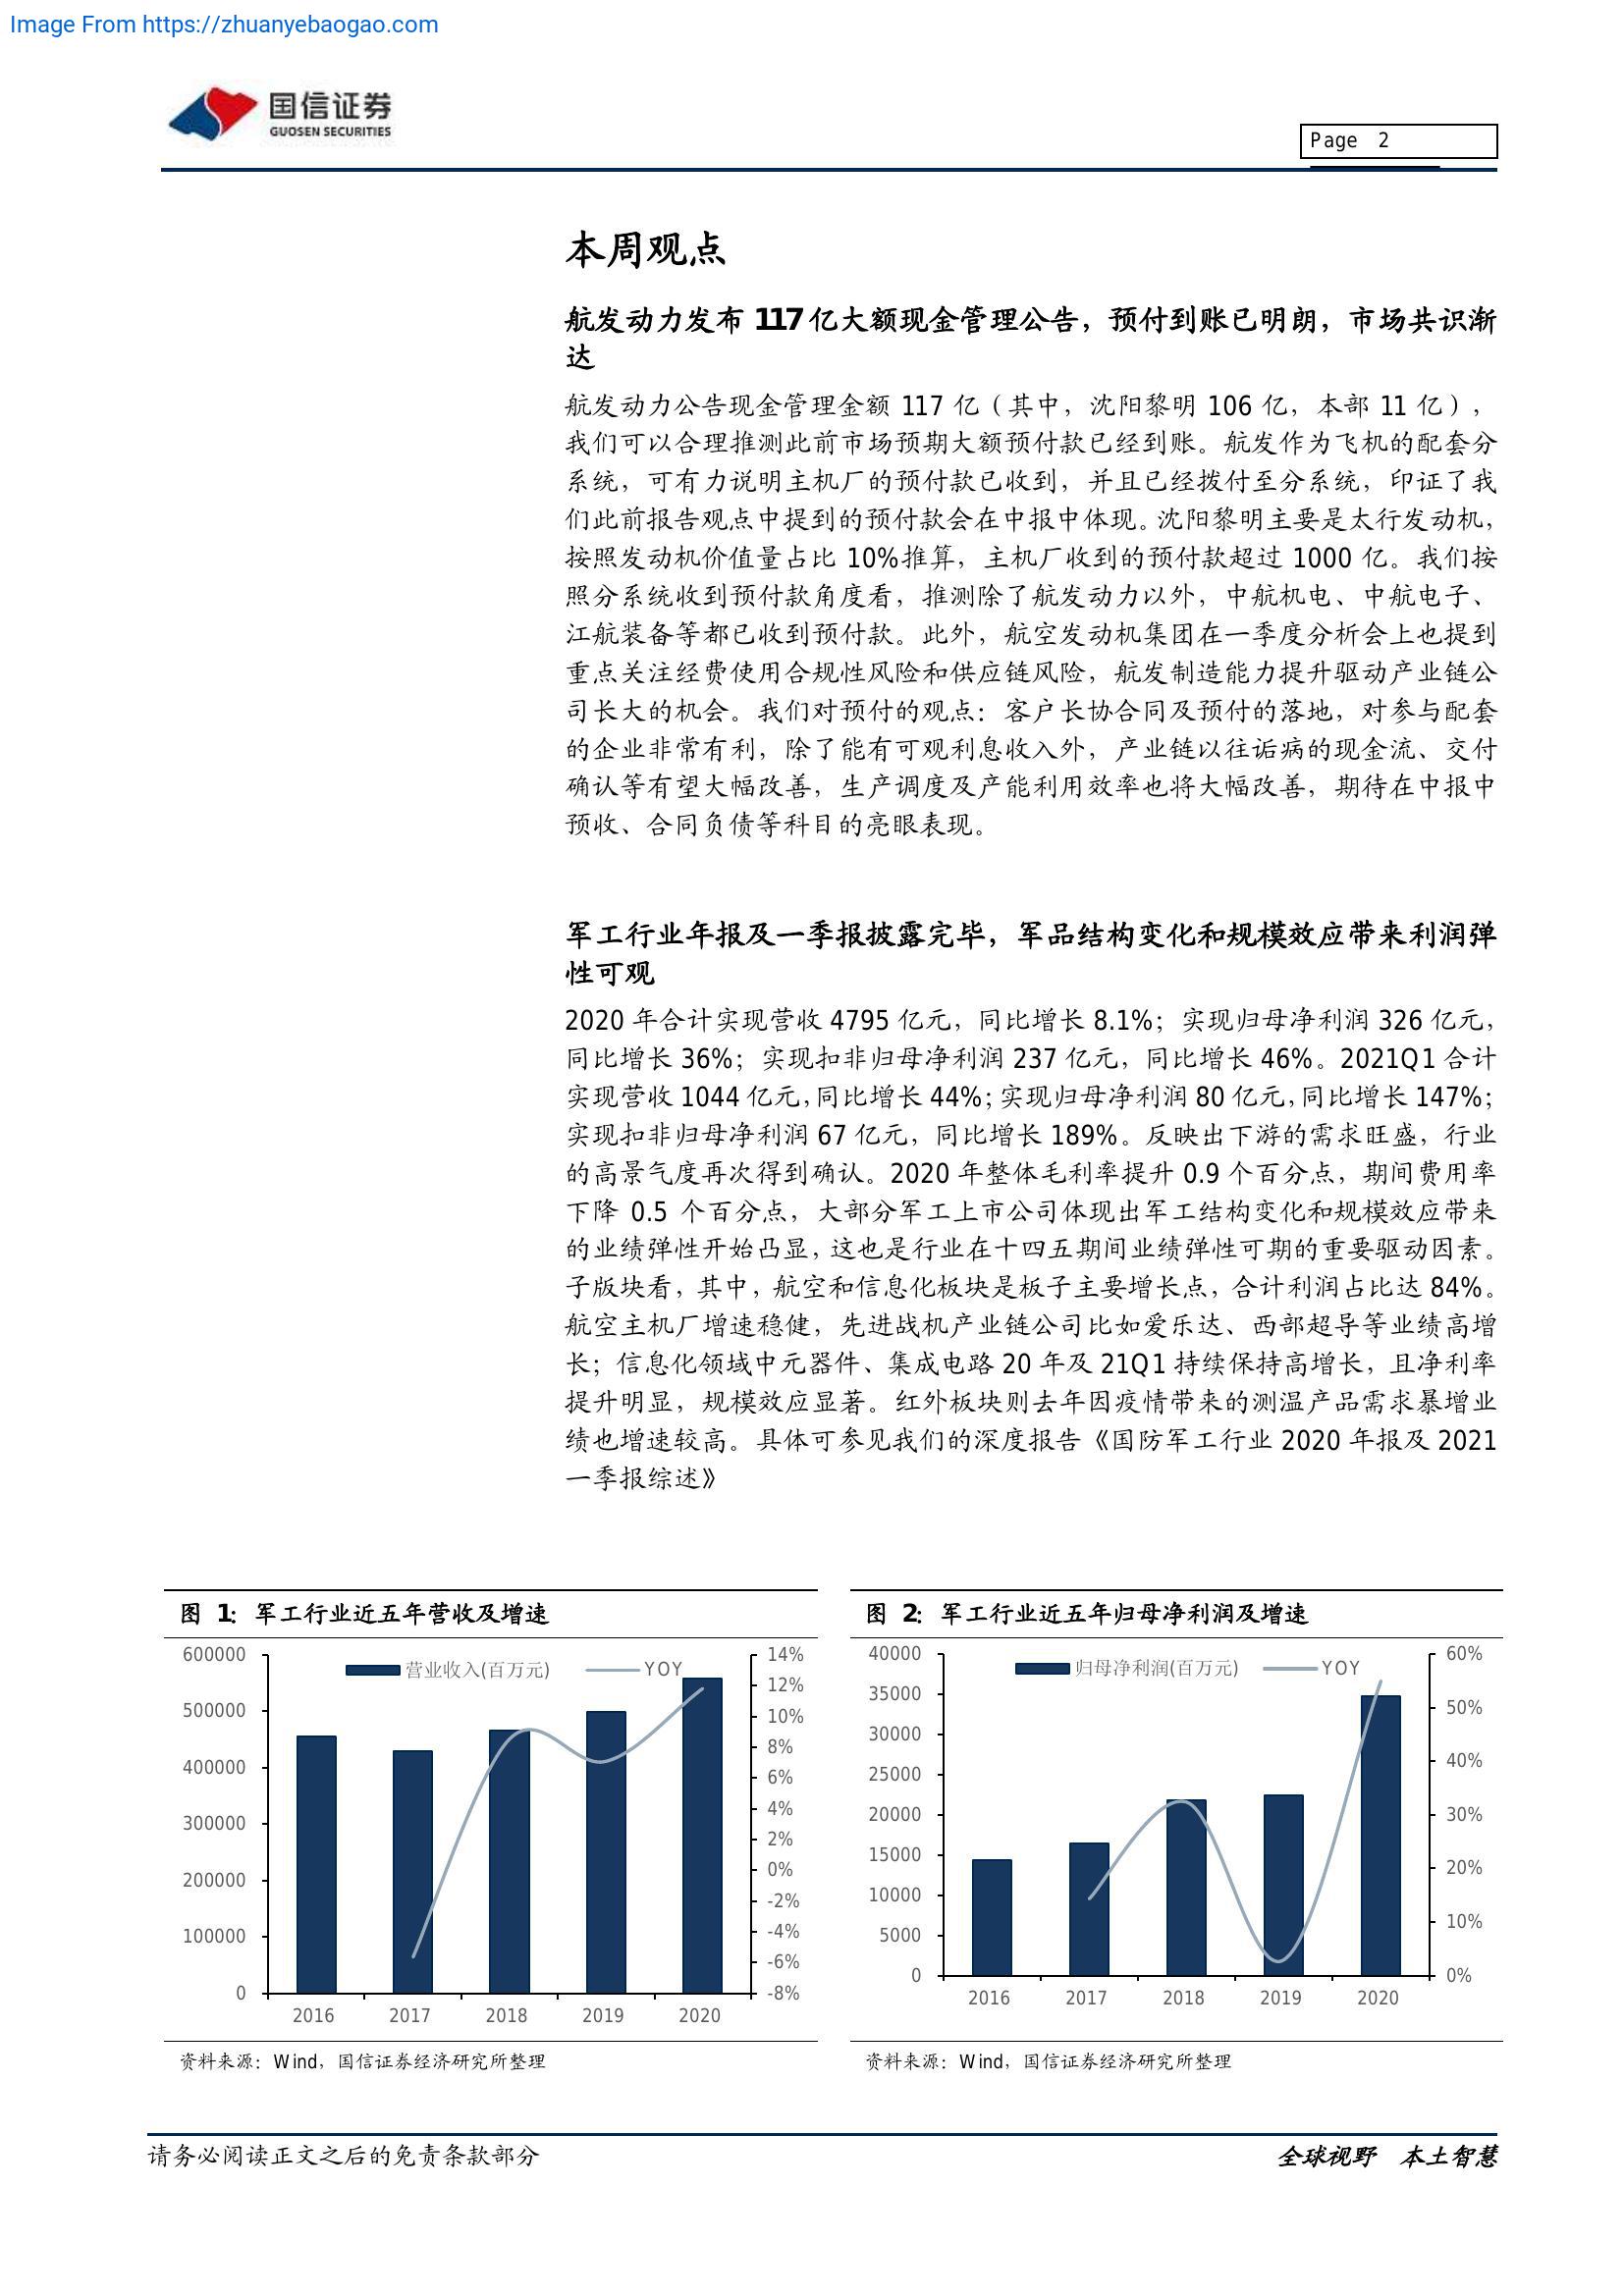 Image From https://zhuanyebaogao.com
国信证券
GUOSEN SECURITIES
Page 2
本周观点
航发动力发布 117 亿大额现金管理公告，预付到账已明朗，市场共识渐
达
航发动力公告现金管理金额 117 亿（其中，沈阳黎明 106 亿，本部 11 亿），
我们可以合理推测此前市场预期大额预付款已经到账。航发作为飞机的配套分
系统，可有力说明主机厂的预付款已收到，并且已经拨付至分系统，印证了我
们此前报告观点中提到的预付款会在中报中体现。沈阳黎明主要是太行发动机，
按照发动机价值量占比 10%推算，主机厂收到的预付款超过 1000 亿。我们按
照分系统收到预付款角度看，推测除了航发动力以外，中航机电、中航电子、
江航装备等都已收到预付款。此外，航空发动机集团在一季度分析会上也提到
重点关注经费使用合规性风险和供应链风险，航发制造能力提升驱动产业链公
司长大的机会。我们对预付的观点：客户长协合同及预付的落地，对参与配套
的企业非常有利，除了能有可观利息收入外，产业链以往诟病的现金流、交付
确认等有望大幅改善，生产调度及产能利用效率也将大幅改善，期待在中报中
预收、合同负债等科目的亮眼表现。
军工行业年报及一季报披露完毕，军品结构变化和规模效应带来利润弹
性可观
2020 年合计实现营收 4795 亿元，同比增长 8.1%；实现归母净利润 326 亿元，
同比增长 36%；实现扣非归母净利润 237 亿元，同比增长 46%。2021Q1 合计
实现营收 1044 亿元，同比增长 44%；实现归母净利润 80 亿元，同比增长 147%；
实现扣非归母净利润 67 亿元，同比增长 189%。反映出下游的需求旺盛，行业
的高景气度再次得到确认。2020 年整体毛利率提升 0.9 个百分点，期间费用率
下降 0.5 个百分点，大部分军工上市公司体现出军工结构变化和规模效应带来
的业绩弹性开始凸显，这也是行业在十四五期间业绩弹性可期的重要驱动因素。
子版块看，其中，航空和信息化板块是板子主要增长点，合计利润占比达 84%。
航空主机厂增速稳健，先进战机产业链公司比如爱乐达、西部超导等业绩高增
长；信息化领域中元器件、集成电路 20 年及 21Q1 持续保持高增长，且净利率
提升明显，规模效应显著。红外板块则去年因疫情带来的测温产品需求暴增业
绩也增速较高。具体可参见我们的深度报告《国防军工行业 2020 年报及 2021
一季报综述》
图 1：军工行业近五年营收及增速
营业收入(百万元) YOY
600000
500000
400000
300000
200000
100000
0
14%
12%
10%
8%
6%
4%
2%
0%
-2%
-4%
-6%
-8%
2016 2017 2018 2019 2020
资料来源：Wind，国信证券经济研究所整理
图 2：军工行业近五年归母净利润及增速
归母净利润(百万元) YOY
40000
35000
30000
25000
20000
15000
10000
5000
0
60%
50%
40%
30%
20%
10%
0%
2016 2017 2018 2019 2020
资料来源：Wind，国信证券经济研究所整理
请务必阅读正文之后的免责条款部分
全球视野 本土智慧